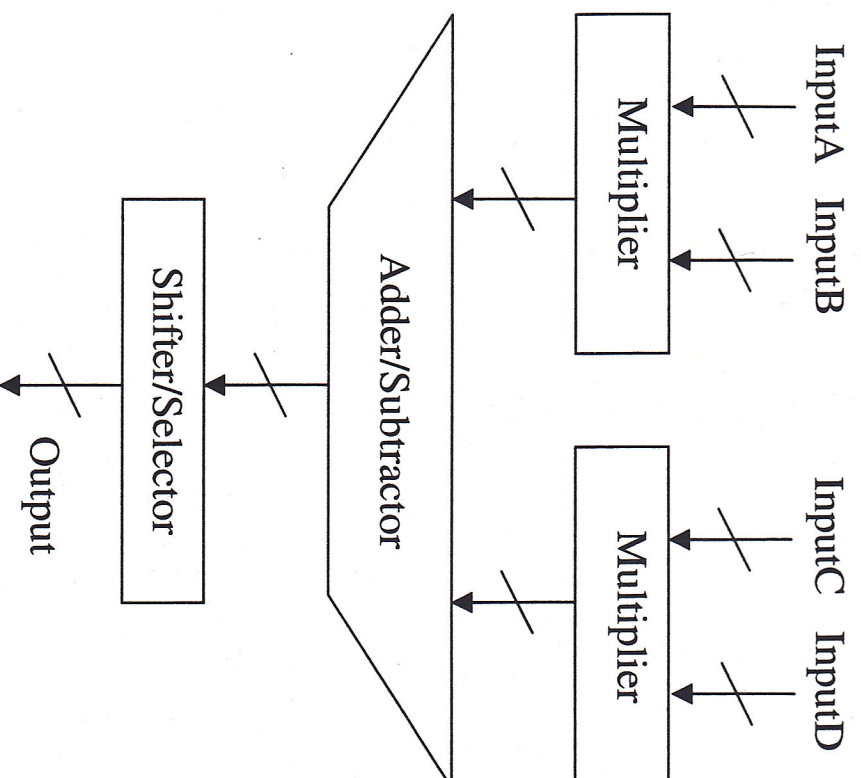 InputA InputB InputC InputD
Multiplier Multiplier
Adder/Subtractor
Shifter/Selector
Output